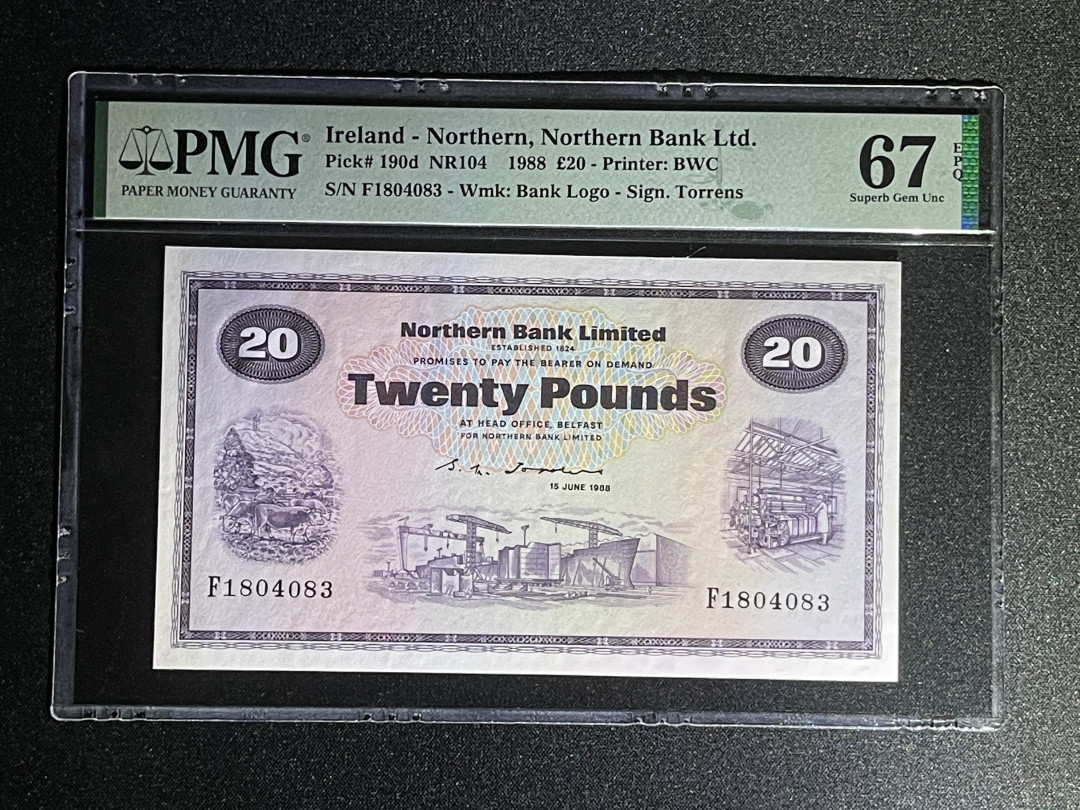 PMG®
PAPER MONEY GUARANTY
Ireland - Northern, Northern Bank Ltd.
Pick# 190d NR104 1988 £20 - Printer: BWC
S/N F1804083 - Wmk: Bank Logo - Sign. Torrens
67 EPQ
Superb Gem Unc
20
Northern Bank Limited
20
ESTABLISHED 1824
PROMISES TO PAY THE BEARER ON DEMAND
Twenty Pounds
AT HEAD OFFICE, BELFAST
FOR NORTHERN BANK LIMITED
15 JUNE 1988
F1804083
F1804083